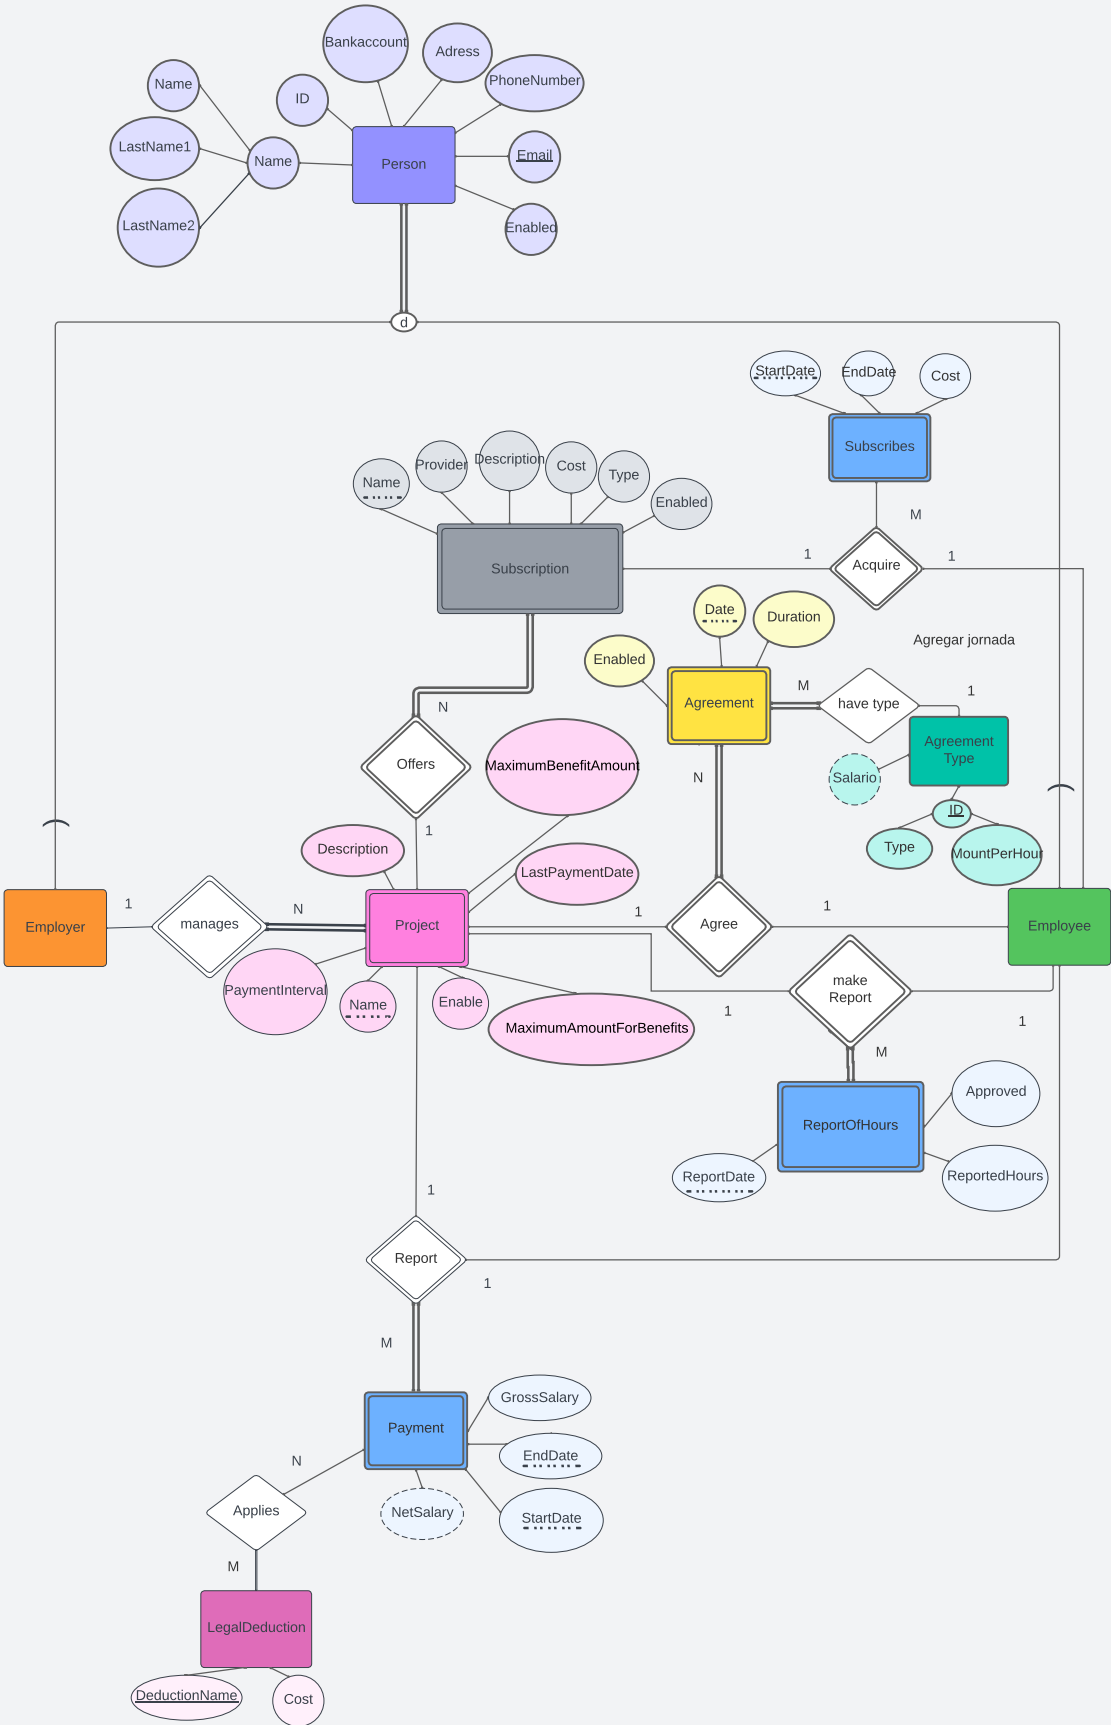 Bankaccount
Adress
PhoneNumber
Name
ID
LastName1
Name
Person
Email
LastName2
Enabled
d
StartDate
EndDate
Cost
Subscribes
Name
Provider
Description
Cost
Type
Enabled
M
Subscription
1
Acquire
1
Date
Duration
Agregar jornada
Enabled
Agreement
M
have type
1
N
Agreement
Type
Offers
MaximumBenefitAmount
N
Salario
ID
1
Description
Type
MountPerHour
LastPaymentDate
1
N
1
1
Employer
manages
Project
Agree
Employee
PaymentInterval
Name
Enable
make
Report
1
1
MaximumAmountForBenefits
M
Approved
ReportOfHours
ReportDate
ReportedHours
1
Report
1
M
GrossSalary
Payment
EndDate
N
Applies
NetSalary
StartDate
M
LegalDeduction
DeductionName
Cost